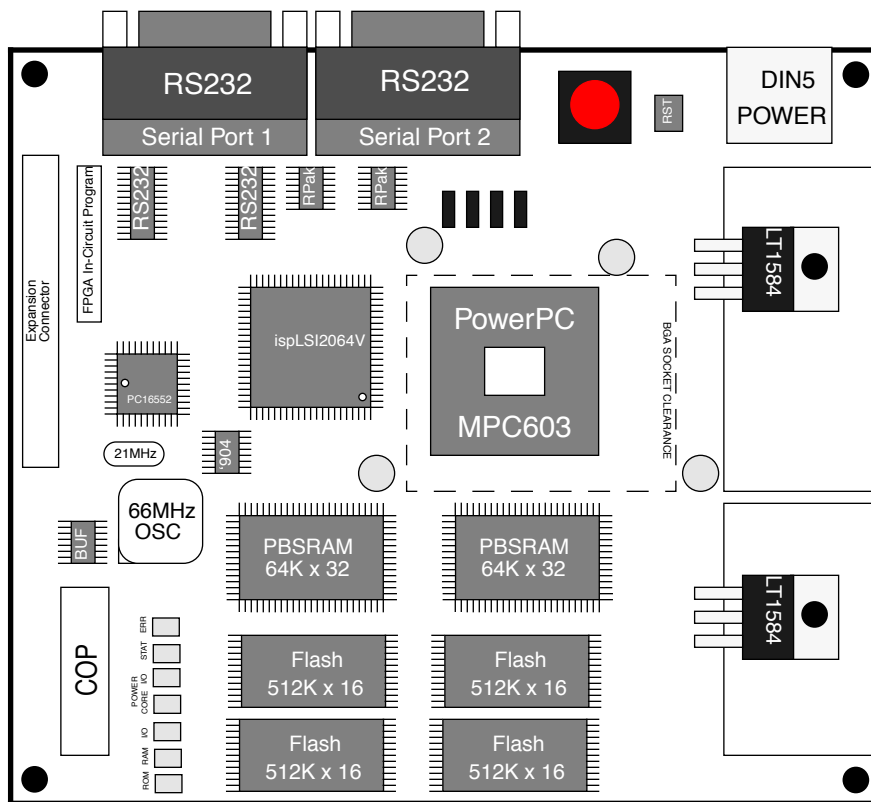 RS232
Serial Port 1
RS232
Serial Port 2
RST
DIN5
POWER
Expansion
Connector
FPGA In-Circuit Program
RS232
RS232
RPak
RPak
LT1584
ispLSI2064V
PowerPC
MPC603
BGA SOCKET CLEARANCE
PC16552
21MHz
'904
66MHz
OSC
BUF
PBSRAM
64K x 32
PBSRAM
64K x 32
LT1584
COP
ERR
STAT
I/O
POWER
CORE
I/O
RAM
ROM
Flash
512K x 16
Flash
512K x 16
Flash
512K x 16
Flash
512K x 16